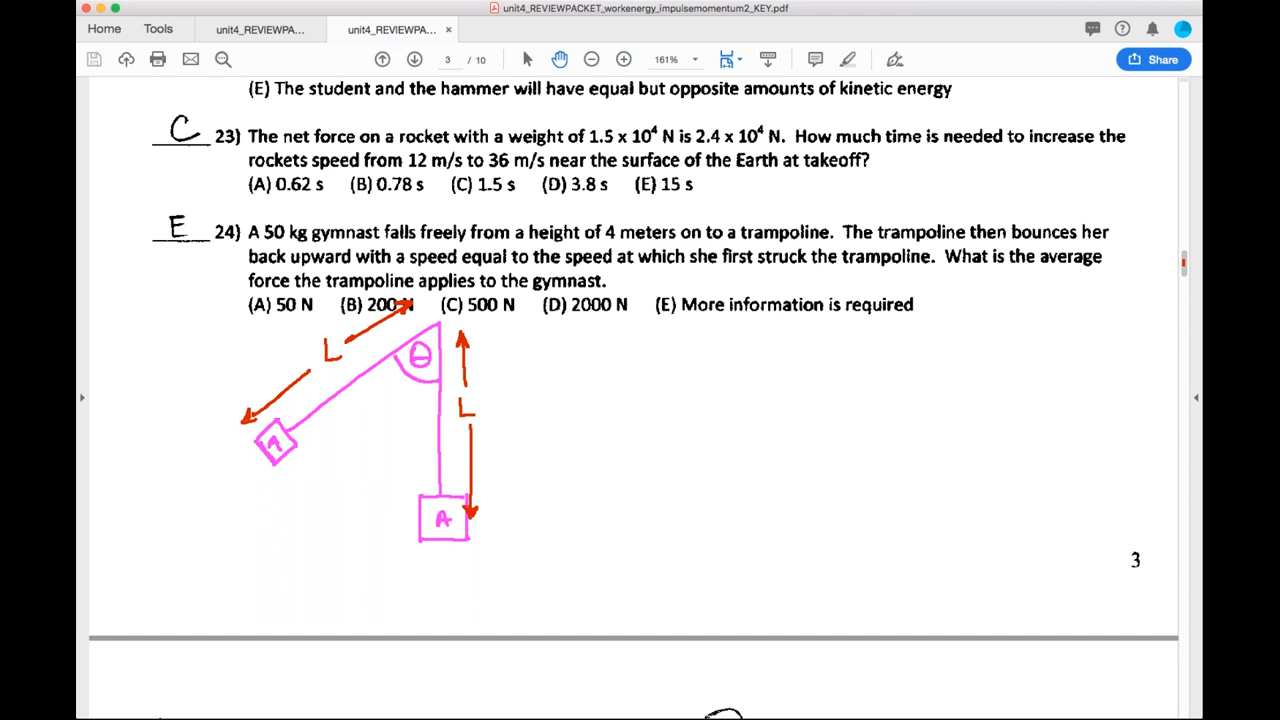 unit4_REVIEWPACKET_workenergy_impulsemomentum2_KEY.pdf
Home Tools unit4_REVIEWPA... unit4_REVIEWPA... ×
3 / 10 161% Share
(E) The student and the hammer will have equal but opposite amounts of kinetic energy
C 23) The net force on a rocket with a weight of 1.5 x 10⁴ N is 2.4 x 10⁴ N. How much time is needed to increase the
rockets speed from 12 m/s to 36 m/s near the surface of the Earth at takeoff?
(A) 0.62 s (B) 0.78 s (C) 1.5 s (D) 3.8 s (E) 15 s
E 24) A 50 kg gymnast falls freely from a height of 4 meters on to a trampoline. The trampoline then bounces her
back upward with a speed equal to the speed at which she first struck the trampoline. What is the average
force the trampoline applies to the gymnast.
(A) 50 N (B) 200 N (C) 500 N (D) 2000 N (E) More information is required
L θ
L
A
A
3